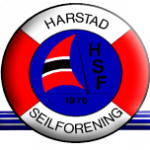 HARSTAD
HSF
1976
SEILFORENING